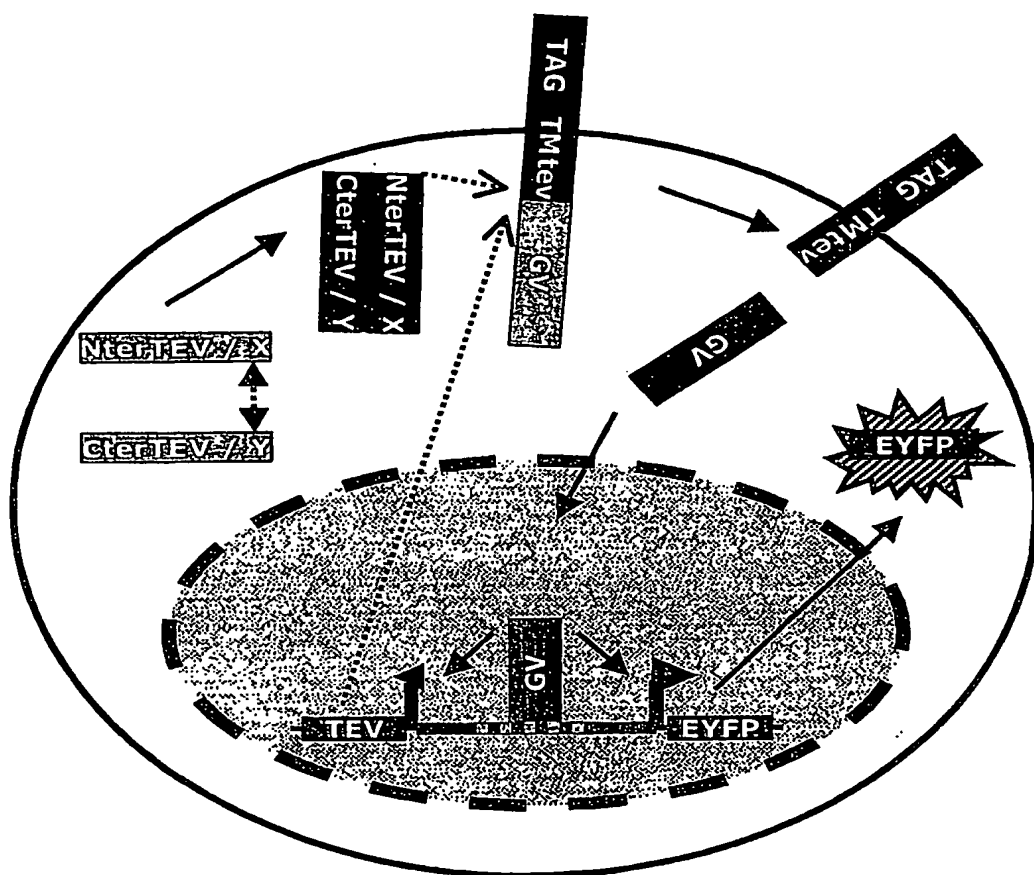 TAG TMtev GV
TAG TMtev
NterTEV / X
CterTEV / Y
GV
NterTEV / X
CterTEV / Y
EYFP
GV
TEV
EYFP